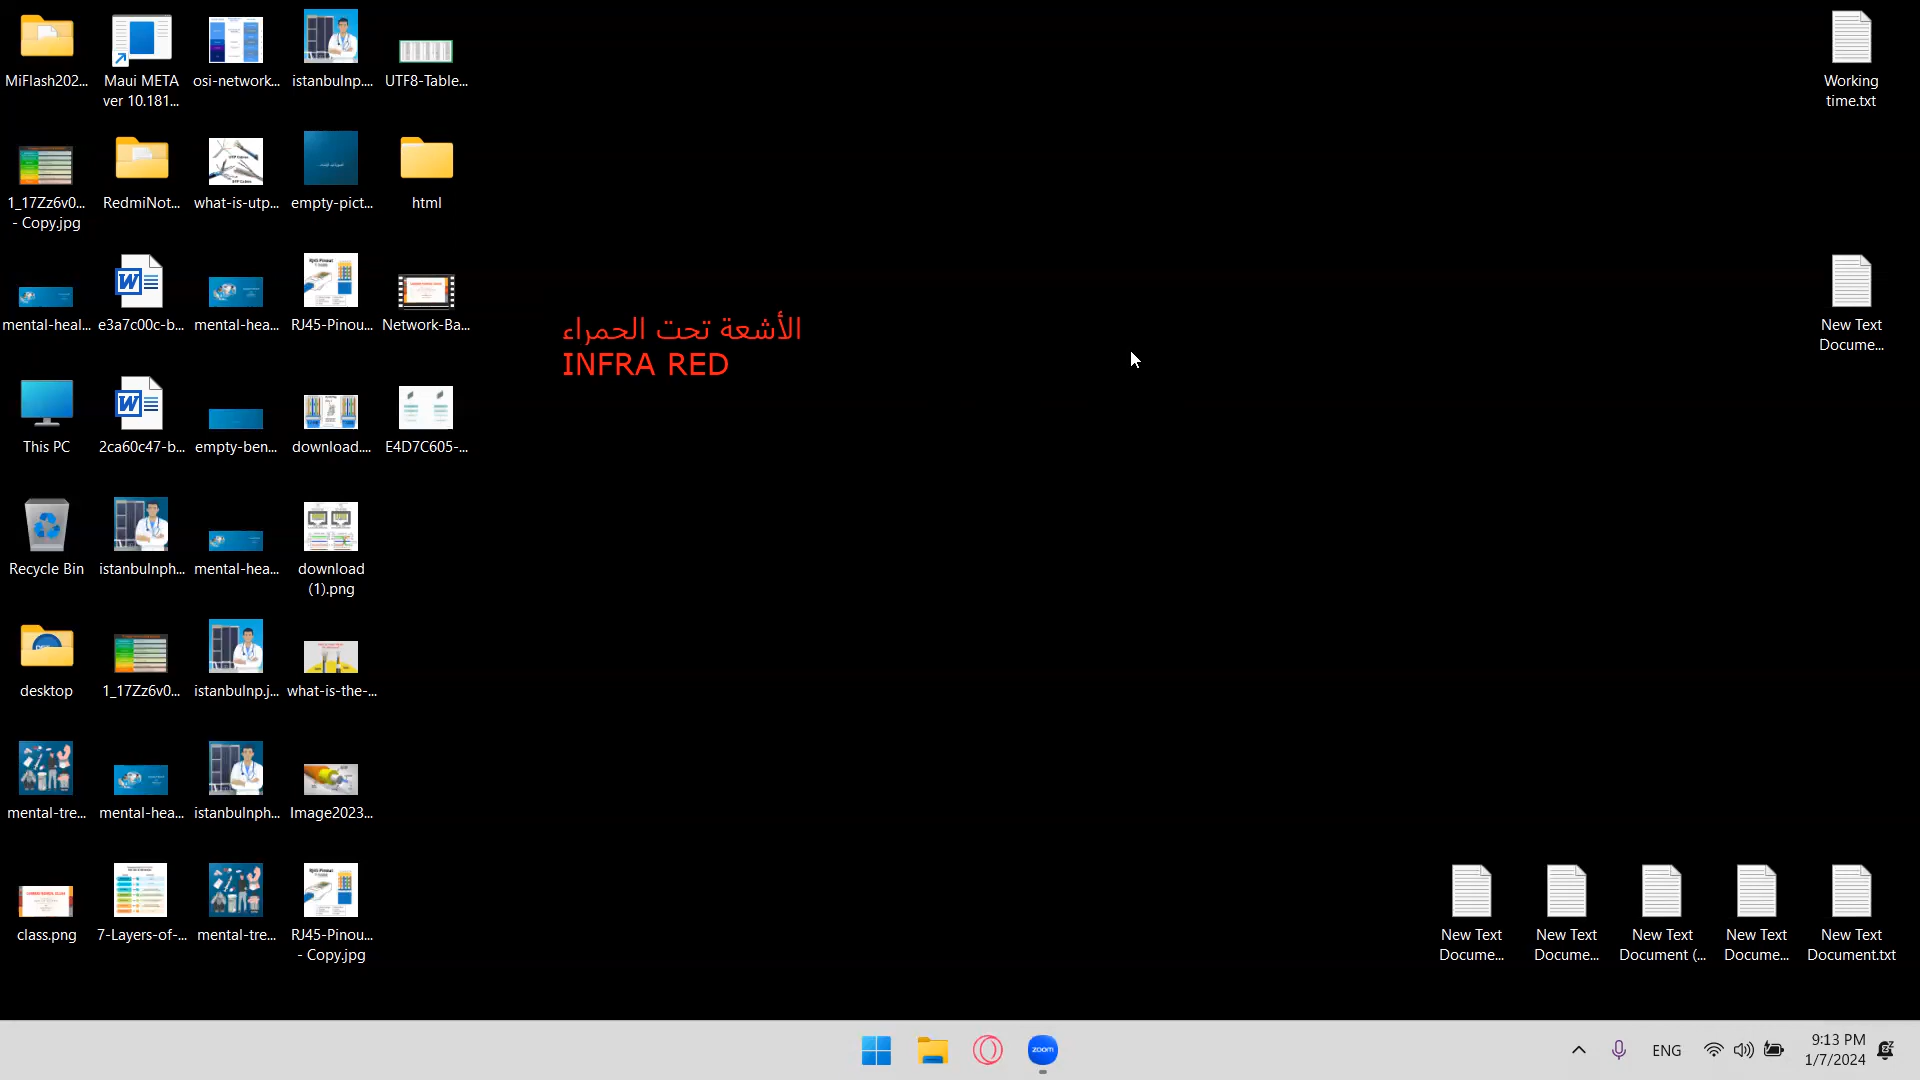 MiFlash202...
Maui META
ver 10.181...
osi-network...
istanbulnp....
UTF8-Table...
Working
time.txt
1_17Zz6v0...
- Copy.jpg
RedmiNot...
what-is-utp...
empty-pict...
html
mental-heal...
e3a7c00c-b...
mental-hea...
RJ45-Pinou...
Network-Ba...
New Text
Docume...
الأشعة تحت الحمراء
INFRA RED
This PC
2ca60c47-b...
empty-ben...
download....
E4D7C605-...
Recycle Bin
istanbulnph...
mental-hea...
download
(1).png
desktop
1_17Zz6v0...
istanbulnp.j...
what-is-the-...
mental-tre...
mental-hea...
istanbulnph...
Image2023...
class.png
7-Layers-of-...
mental-tre...
RJ45-Pinou...
- Copy.jpg
New Text
Docume...
New Text
Docume...
New Text
Document (...
New Text
Docume...
New Text
Document.txt
zoom
ENG
9:13 PM
1/7/2024